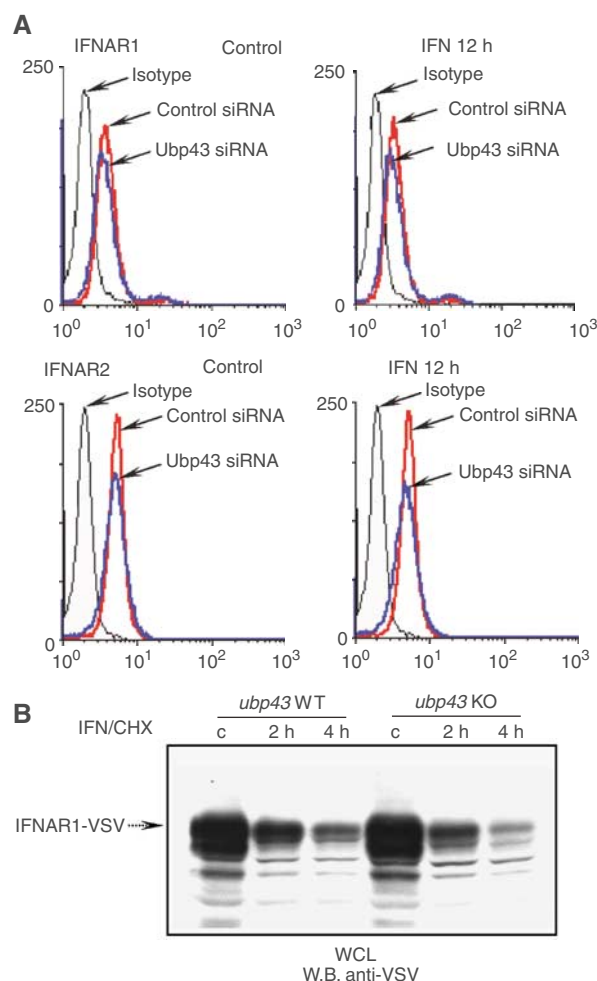 A
IFNAR1 Control
250
Isotype
Control siRNA
Ubp43 siRNA
0
10⁰ 10¹ 10² 10³
IFN 12 h
250
Isotype
Control siRNA
Ubp43 siRNA
0
10⁰ 10¹ 10² 10³
IFNAR2 Control
250
Isotype
Control siRNA
Ubp43 siRNA
0
10⁰ 10¹ 10² 10³
IFN 12 h
250
Isotype
Control siRNA
Ubp43 siRNA
0
10⁰ 10¹ 10² 10³
B
ubp43 WT ubp43 KO
IFN/CHX c 2 h 4 h c 2 h 4 h
IFNAR1-VSV
WCL
W.B. anti-VSV